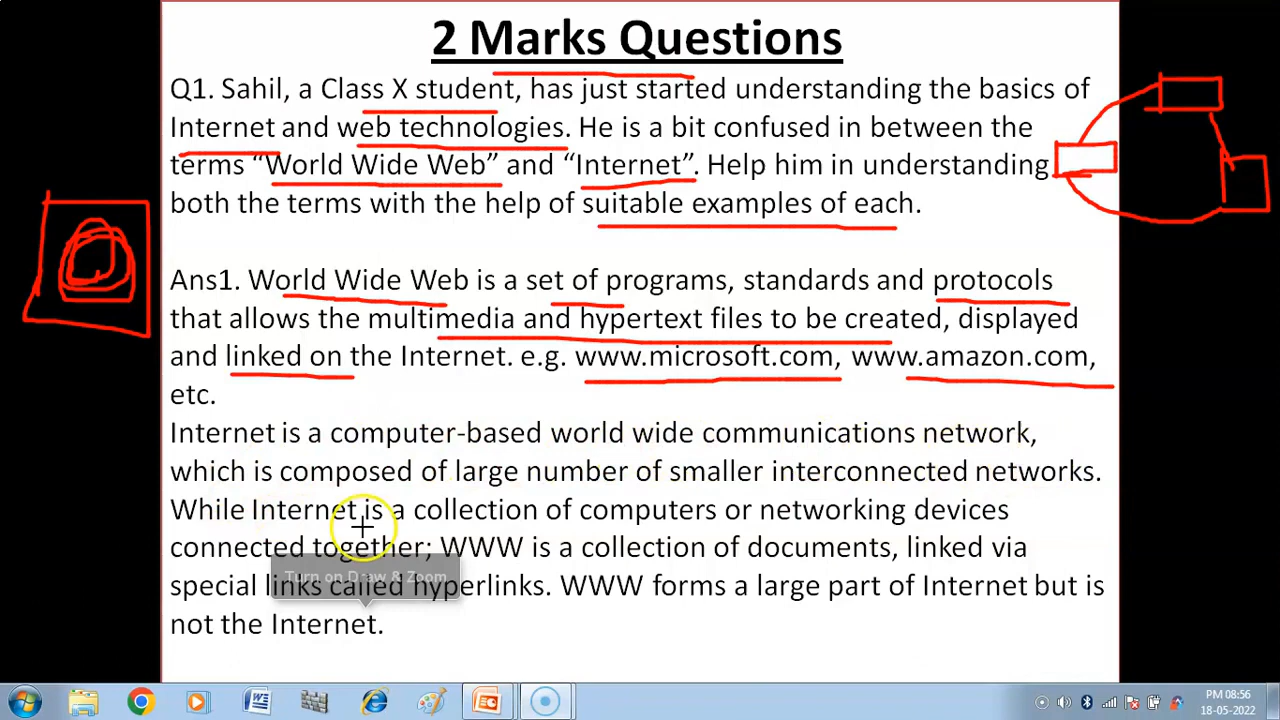 2 Marks Questions
Q1. Sahil, a Class X student, has just started understanding the basics of
Internet and web technologies. He is a bit confused in between the
terms “World Wide Web” and “Internet”. Help him in understanding
both the terms with the help of suitable examples of each.
Ans1. World Wide Web is a set of programs, standards and protocols
that allows the multimedia and hypertext files to be created, displayed
and linked on the Internet. e.g. www.microsoft.com, www.amazon.com,
etc.
Internet is a computer-based world wide communications network,
which is composed of large number of smaller interconnected networks.
While Internet is a collection of computers or networking devices
connected together; WWW is a collection of documents, linked via
Turn on Draw & Zoom
special links called hyperlinks. WWW forms a large part of Internet but is
not the Internet.
PM 08:56
18-05-2022